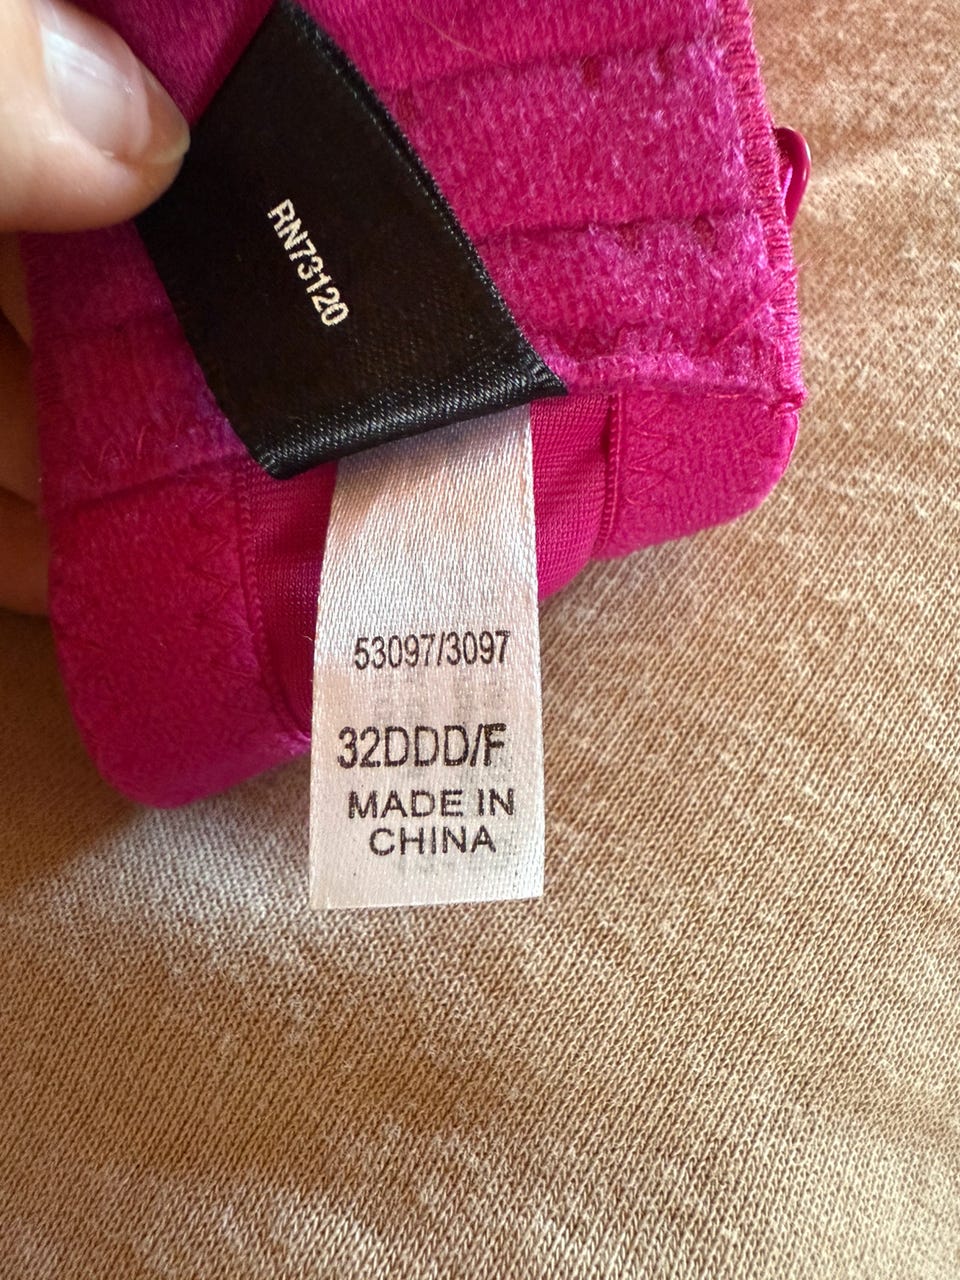 RN73120
53097/3097
32DDD/F
MADE IN
CHINA